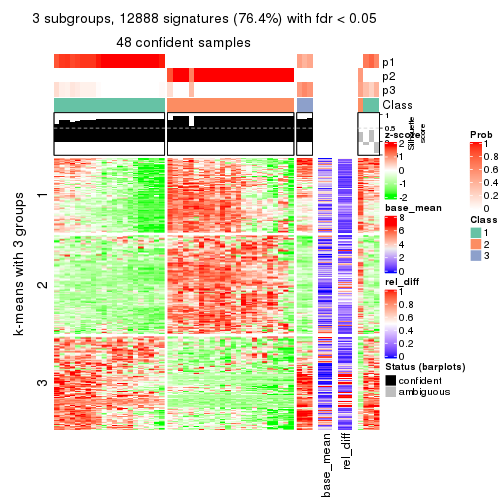 3 subgroups, 12888 signatures (76.4%) with fdr < 0.05
48 confident samples
p1
p2
p3
Class
1
0.5
0
Silhouette
score
k-means with 3 groups
1
2
3
base_mean
rel_diff
z-score
2
1
0
-1
-2
base_mean
8
6
4
2
0
rel_diff
1
0.8
0.6
0.4
0.2
0
Status (barplots)
confident
ambiguous
Prob
1
0.8
0.6
0.4
0.2
0
Class
1
2
3